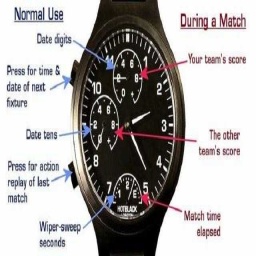 Normal Use
During a Match
Date digits
Your team's score
Press for time &
date of next
fixture
Date tens
The other
team's score
Press for action
replay of last
match
Match time
elapsed
Wiper-sweep
seconds
HOTBLACK